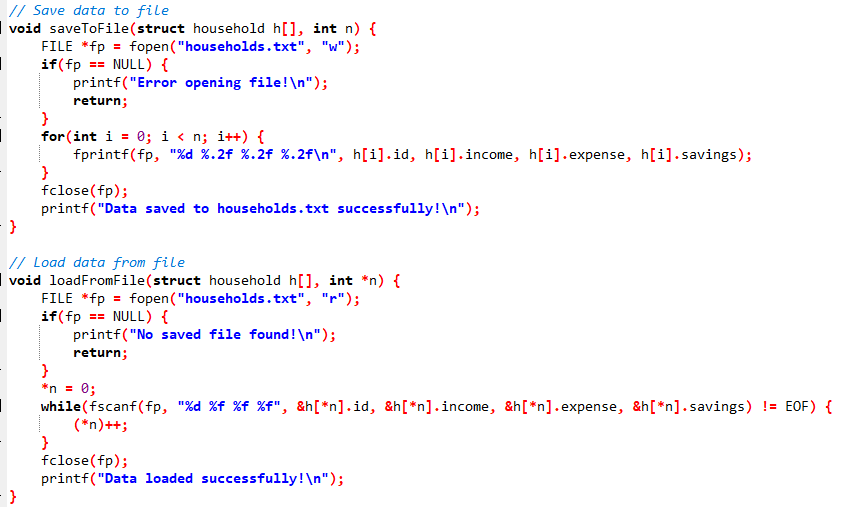 // Save data to file
void saveToFile(struct household h[], int n) {
    FILE *fp = fopen("households.txt", "w");
    if(fp == NULL) {
        printf("Error opening file!\n");
        return;
    }
    for(int i = 0; i < n; i++) {
        fprintf(fp, "%d %.2f %.2f %.2f\n", h[i].id, h[i].income, h[i].expense, h[i].savings);
    }
    fclose(fp);
    printf("Data saved to households.txt successfully!\n");
}

// Load data from file
void loadFromFile(struct household h[], int *n) {
    FILE *fp = fopen("households.txt", "r");
    if(fp == NULL) {
        printf("No saved file found!\n");
        return;
    }
    *n = 0;
    while(fscanf(fp, "%d %f %f %f", &h[*n].id, &h[*n].income, &h[*n].expense, &h[*n].savings) != EOF) {
        (*n)++;
    }
    fclose(fp);
    printf("Data loaded successfully!\n");
}